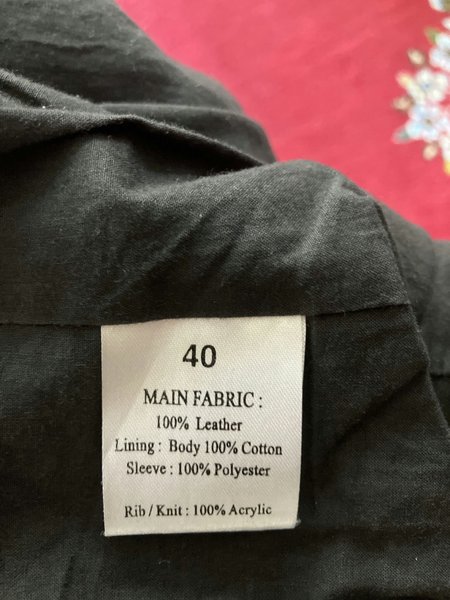 40
MAIN FABRIC :
100% Leather
Lining : Body 100% Cotton
Sleeve : 100% Polyester
Rib / Knit : 100% Acrylic